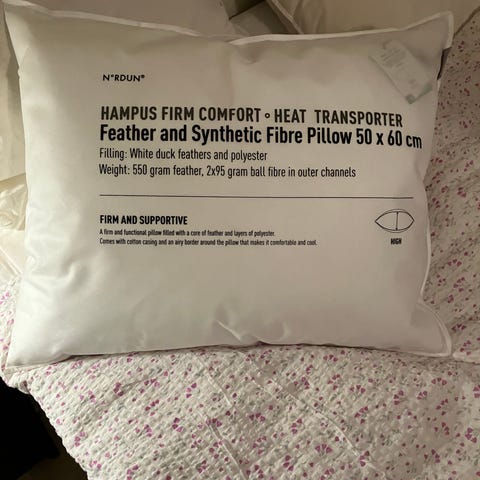 N°RDUN®
HAMPUS FIRM COMFORT • HEAT TRANSPORTER
Feather and Synthetic Fibre Pillow 50 x 60 cm
Filling: White duck feathers and polyester
Weight: 550 gram feather, 2x95 gram ball fibre in outer channels
FIRM AND SUPPORTIVE
A firm and functional pillow filled with a core of feather and layers of polyester.
Comes with cotton casing and an airy border around the pillow that makes it comfortable and cool.
HIGH